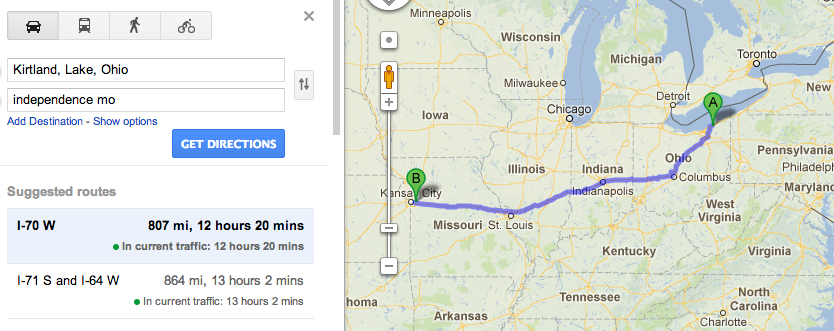 Kirtland, Lake, Ohio
independence mo
Add Destination - Show options
GET DIRECTIONS
Suggested routes
I-70 W 807 mi, 12 hours 20 mins
In current traffic: 12 hours 20 mins
I-71 S and I-64 W 864 mi, 13 hours 2 mins
In current traffic: 13 hours 2 mins
Minneapolis
Wisconsin
Michigan
Toronto
Milwaukee
Detroit
New
A
Chicago
Iowa
Pennsylvania
Illinois
Indiana
Ohio
Philadelph
B
Columbus
Maryland
Kansas City
Indianapolis
West
Virginia
Missouri
St. Louis
Kentucky
Virginia
homa
Tennessee
North
Carolina
Arkansas
Charlotte